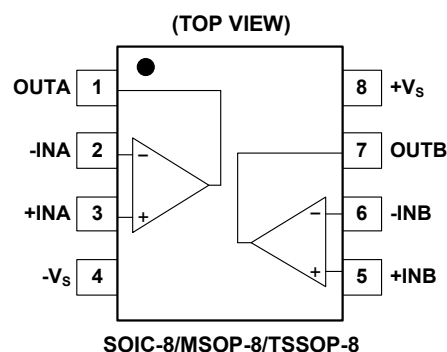 (TOP VIEW)
OUTA 1
8 +VS
-INA 2
7 OUTB
+INA 3
6 -INB
-VS 4
5 +INB
−
+
−
+
SOIC-8/MSOP-8/TSSOP-8